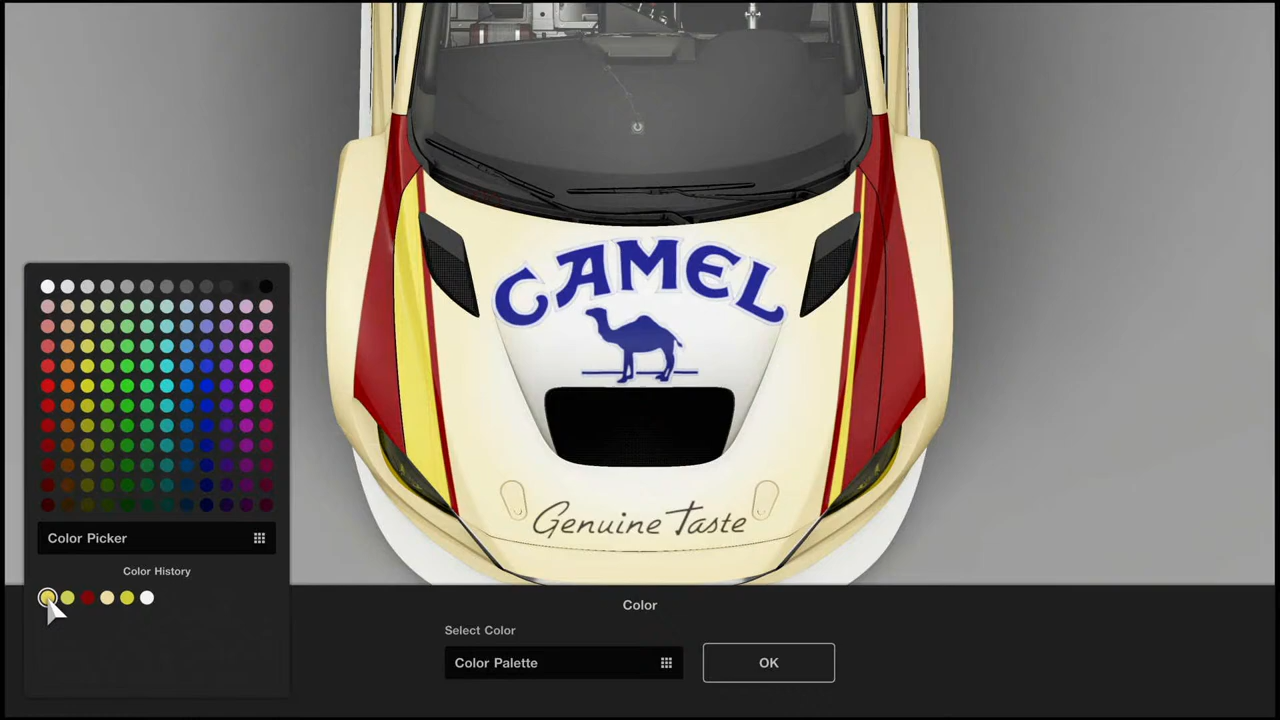 CAMEL
Genuine Taste
Color Picker
Color History
Color
Select Color
Color Palette
OK